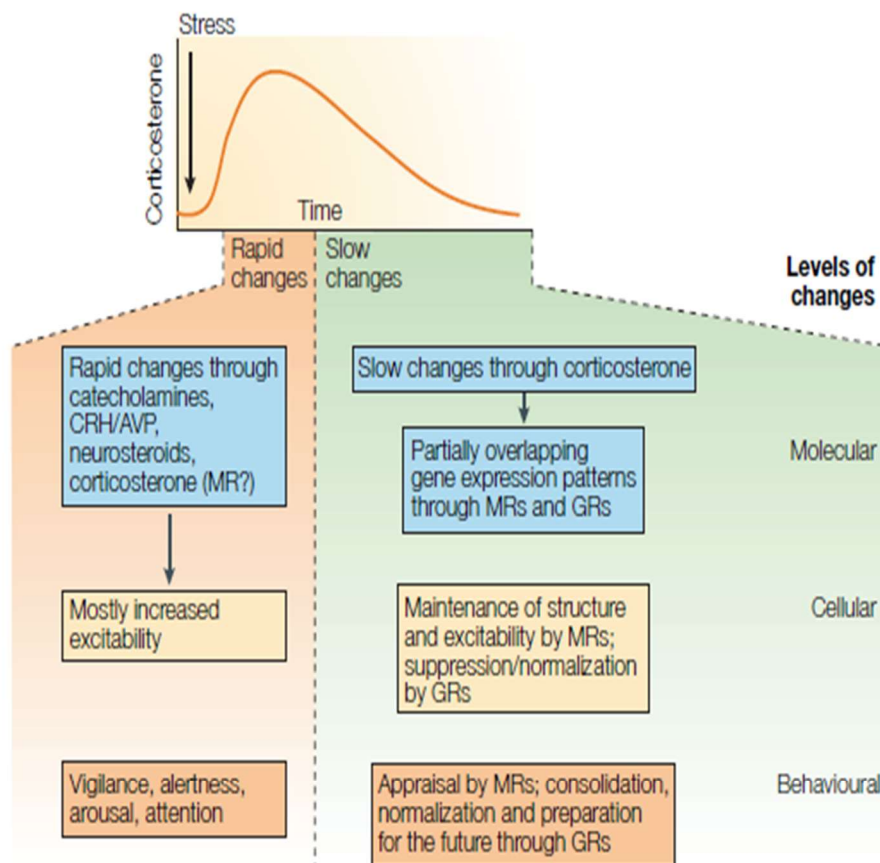 Stress
Corticosterone
Time
Rapid
changes
Slow
changes
Levels of
changes
Rapid changes through
catecholamines,
CRH/AVP,
neurosteroids,
corticosterone (MR?)
Slow changes through corticosterone
Partially overlapping
gene expression patterns
through MRs and GRs
Molecular
Mostly increased
excitability
Maintenance of structure
and excitability by MRs;
suppression/normalization
by GRs
Cellular
Vigilance, alertness,
arousal, attention
Appraisal by MRs; consolidation,
normalization and preparation
for the future through GRs
Behavioural